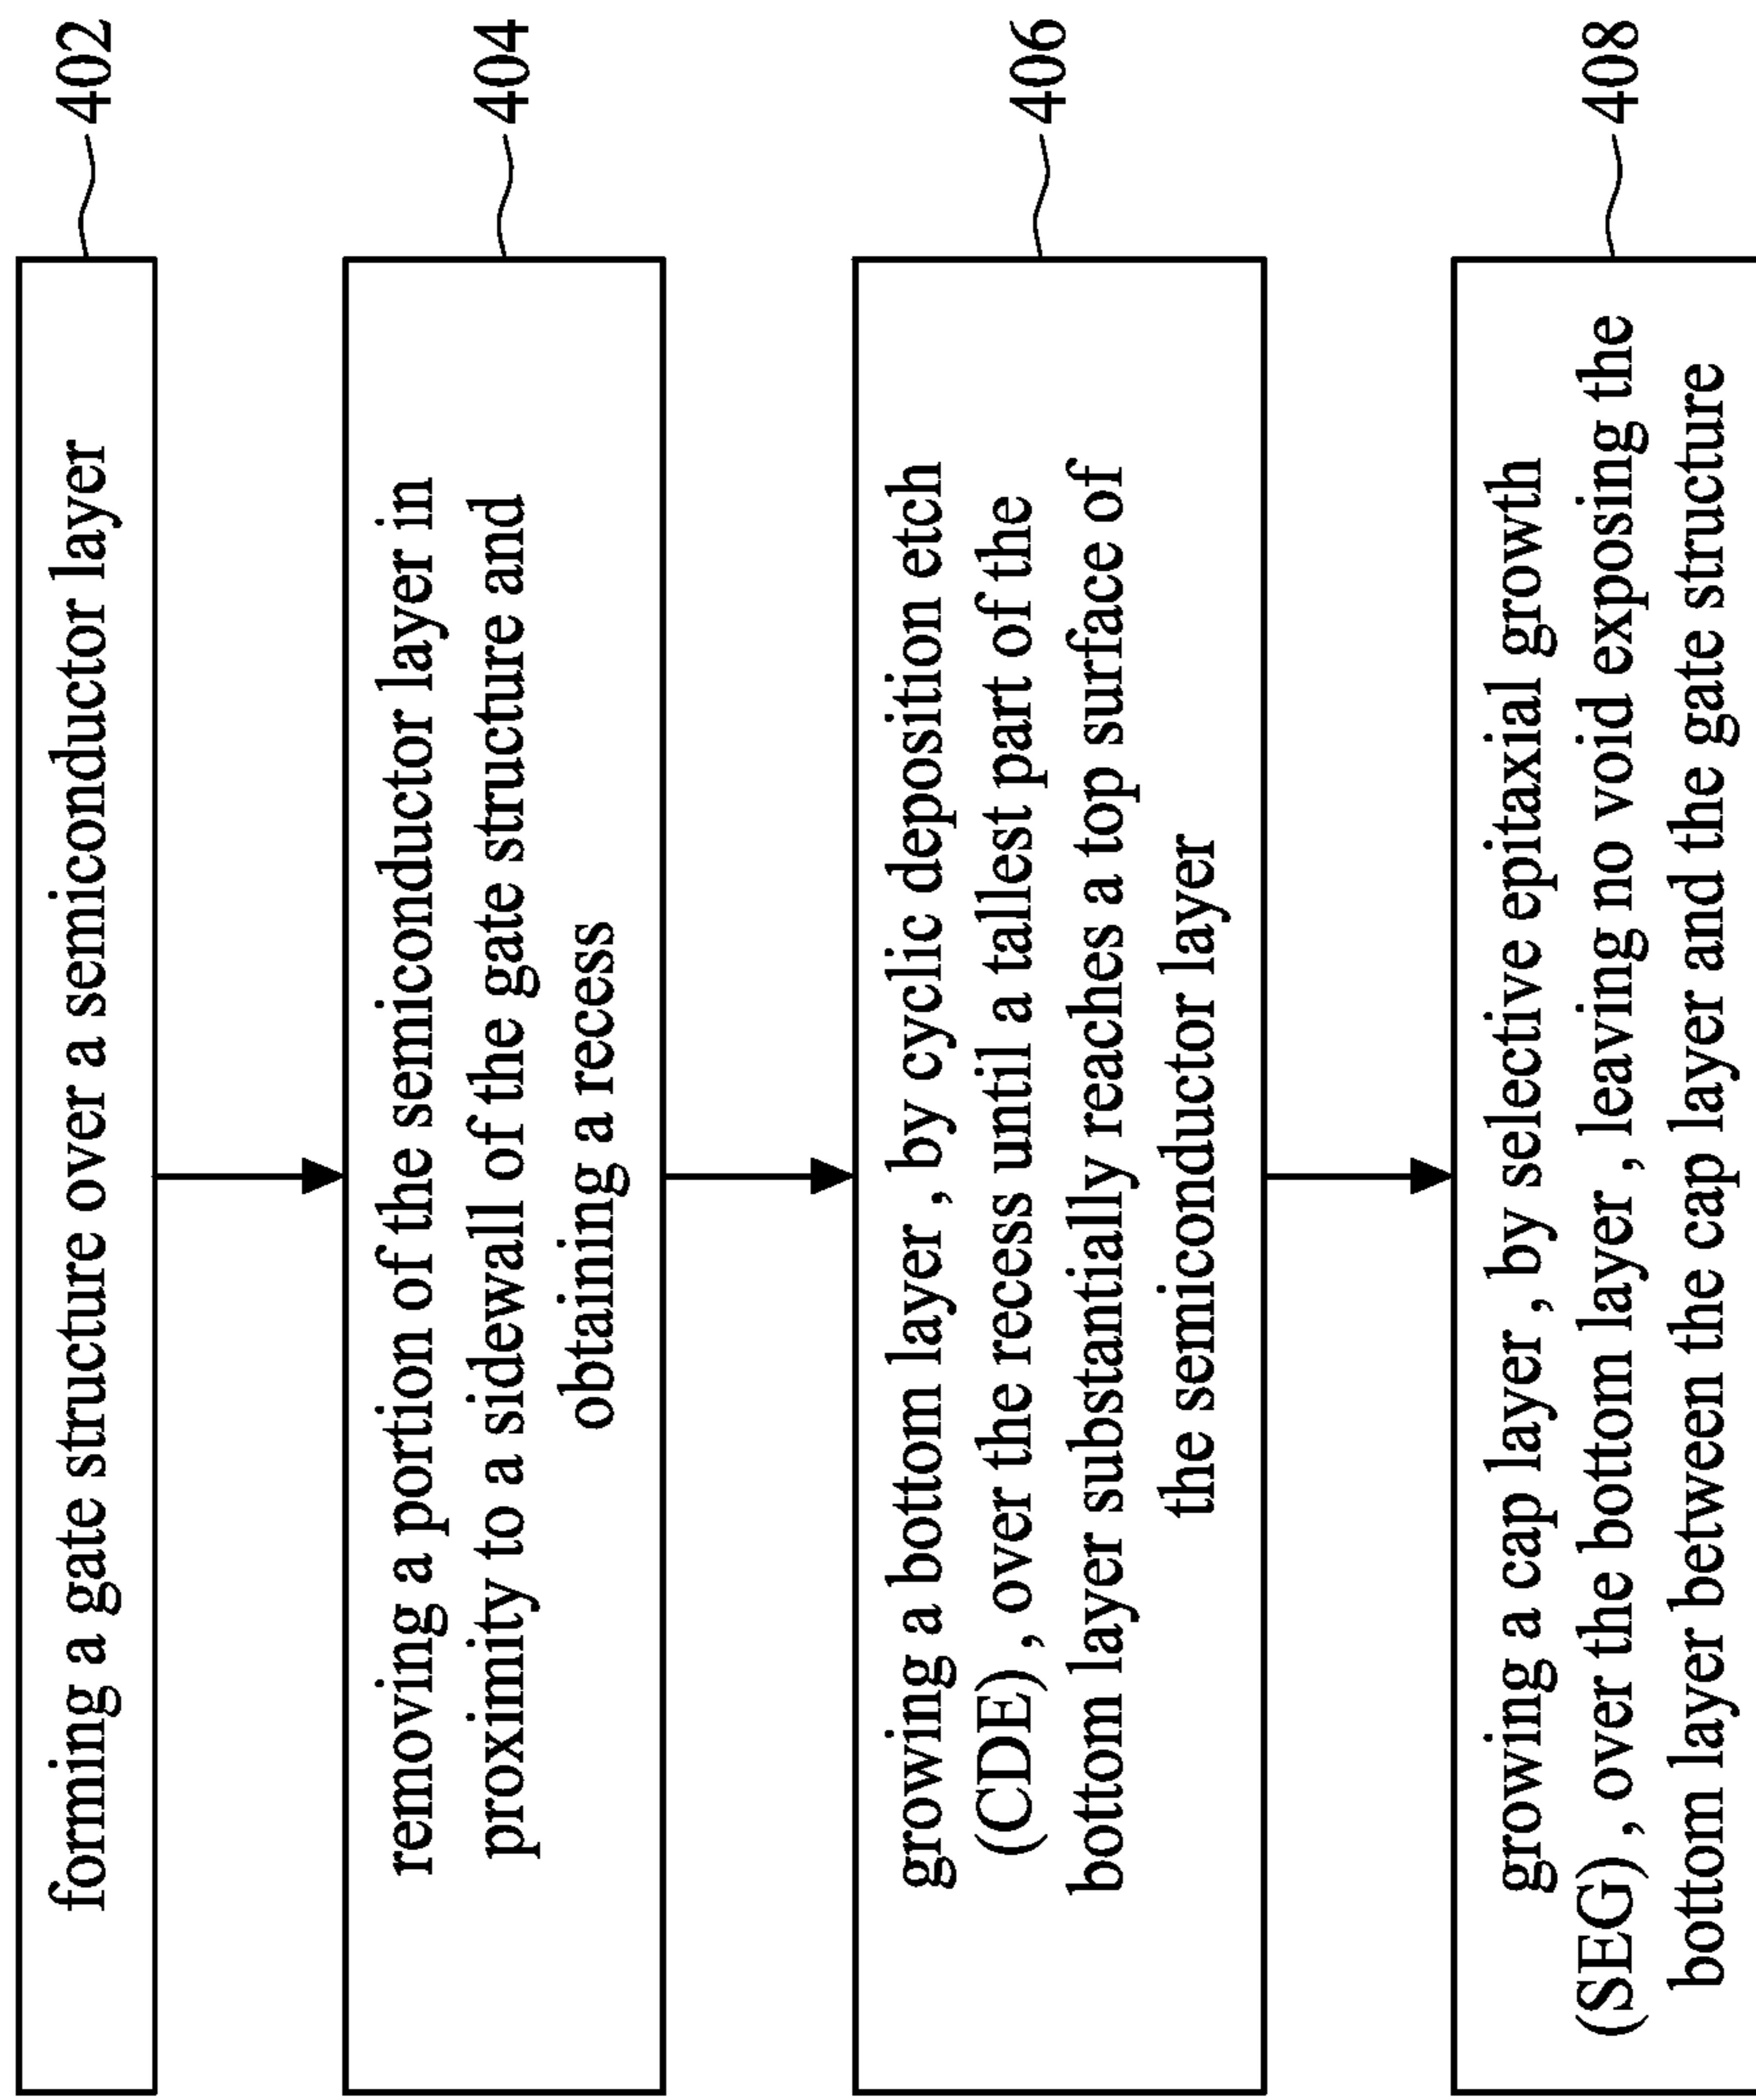 forming a gate structure over a semiconductor layer
402
removing a portion of the semiconductor layer in
proximity to a sidewall of the gate structure and
obtaining a recess
404
growing a bottom layer , by cyclic deposition etch
(CDE) , over the recess until a tallest part of the
bottom layer substantially reaches a top surface of
the semiconductor layer
406
growing a cap layer , by selective epitaxial growth
(SEG) , over the bottom layer , leaving no void exposing the
bottom layer between the cap layer and the gate structure
408